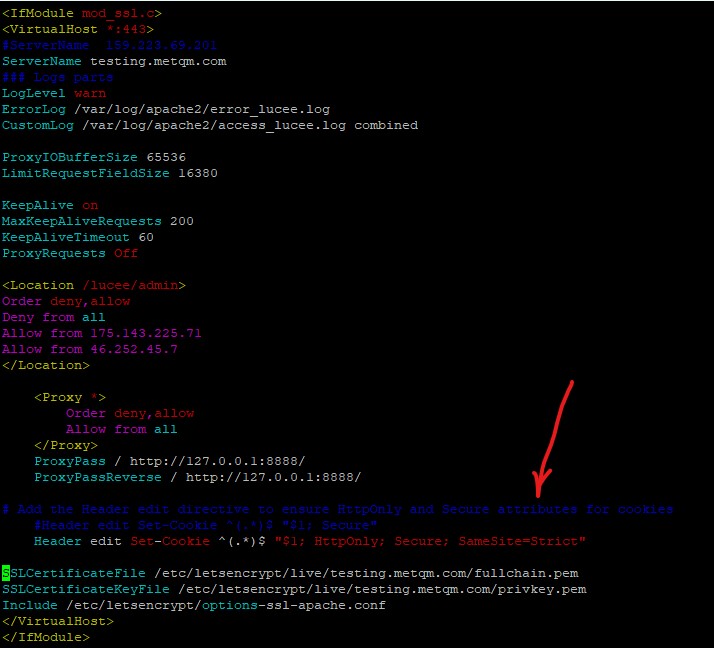 <IfModule mod_ssl.c>
<VirtualHost *:443>
#ServerName  159.223.69.201
ServerName testing.metqm.com
### Logs parts
LogLevel warn
ErrorLog /var/log/apache2/error_lucee.log
CustomLog /var/log/apache2/access_lucee.log combined
ProxyIOBufferSize 65536
LimitRequestFieldSize 16380
KeepAlive on
MaxKeepAliveRequests 200
KeepAliveTimeout 60
ProxyRequests Off
<Location /lucee/admin>
Order deny,allow
Deny from all
Allow from 175.143.225.71
Allow from 46.252.45.7
</Location>
<Proxy *>
Order deny,allow
Allow from all
</Proxy>
ProxyPass / http://127.0.0.1:8888/
ProxyPassReverse / http://127.0.0.1:8888/
# Add the Header edit directive to ensure HttpOnly and Secure attributes for cookies
#Header edit Set-Cookie ^(.*)$ "$1; Secure"
Header edit Set-Cookie ^(.*)$ "$1; HttpOnly; Secure; SameSite=Strict"
SSLCertificateFile /etc/letsencrypt/live/testing.metqm.com/fullchain.pem
SSLCertificateKeyFile /etc/letsencrypt/live/testing.metqm.com/privkey.pem
Include /etc/letsencrypt/options-ssl-apache.conf
</VirtualHost>
</IfModule>